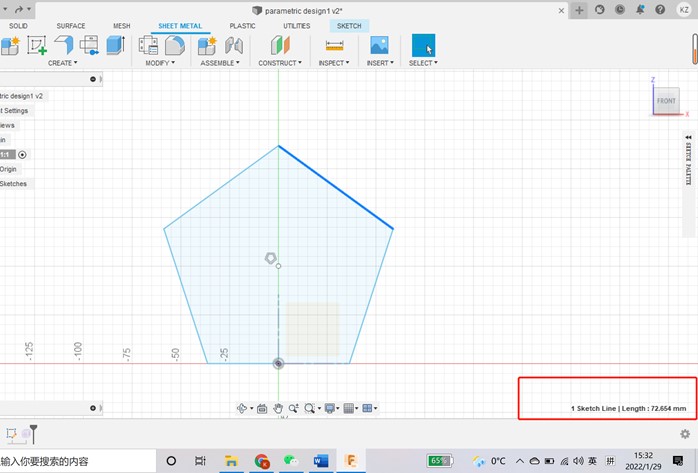 parametric design1 v2*
KZ
SOLID SURFACE MESH SHEET METAL PLASTIC UTILITIES SKETCH
CREATE MODIFY ASSEMBLE CONSTRUCT INSPECT INSERT SELECT
tric design1 v2
t Settings
iews
in
1:1
Origin
Sketches
Z
FRONT
X
SKETCH PALETTE
-125
-100
-75
-50
-25
1 Sketch Line | Length : 72.654 mm
输入你要搜索的内容
65%
0°C
英
拼
15:32
2022/1/29